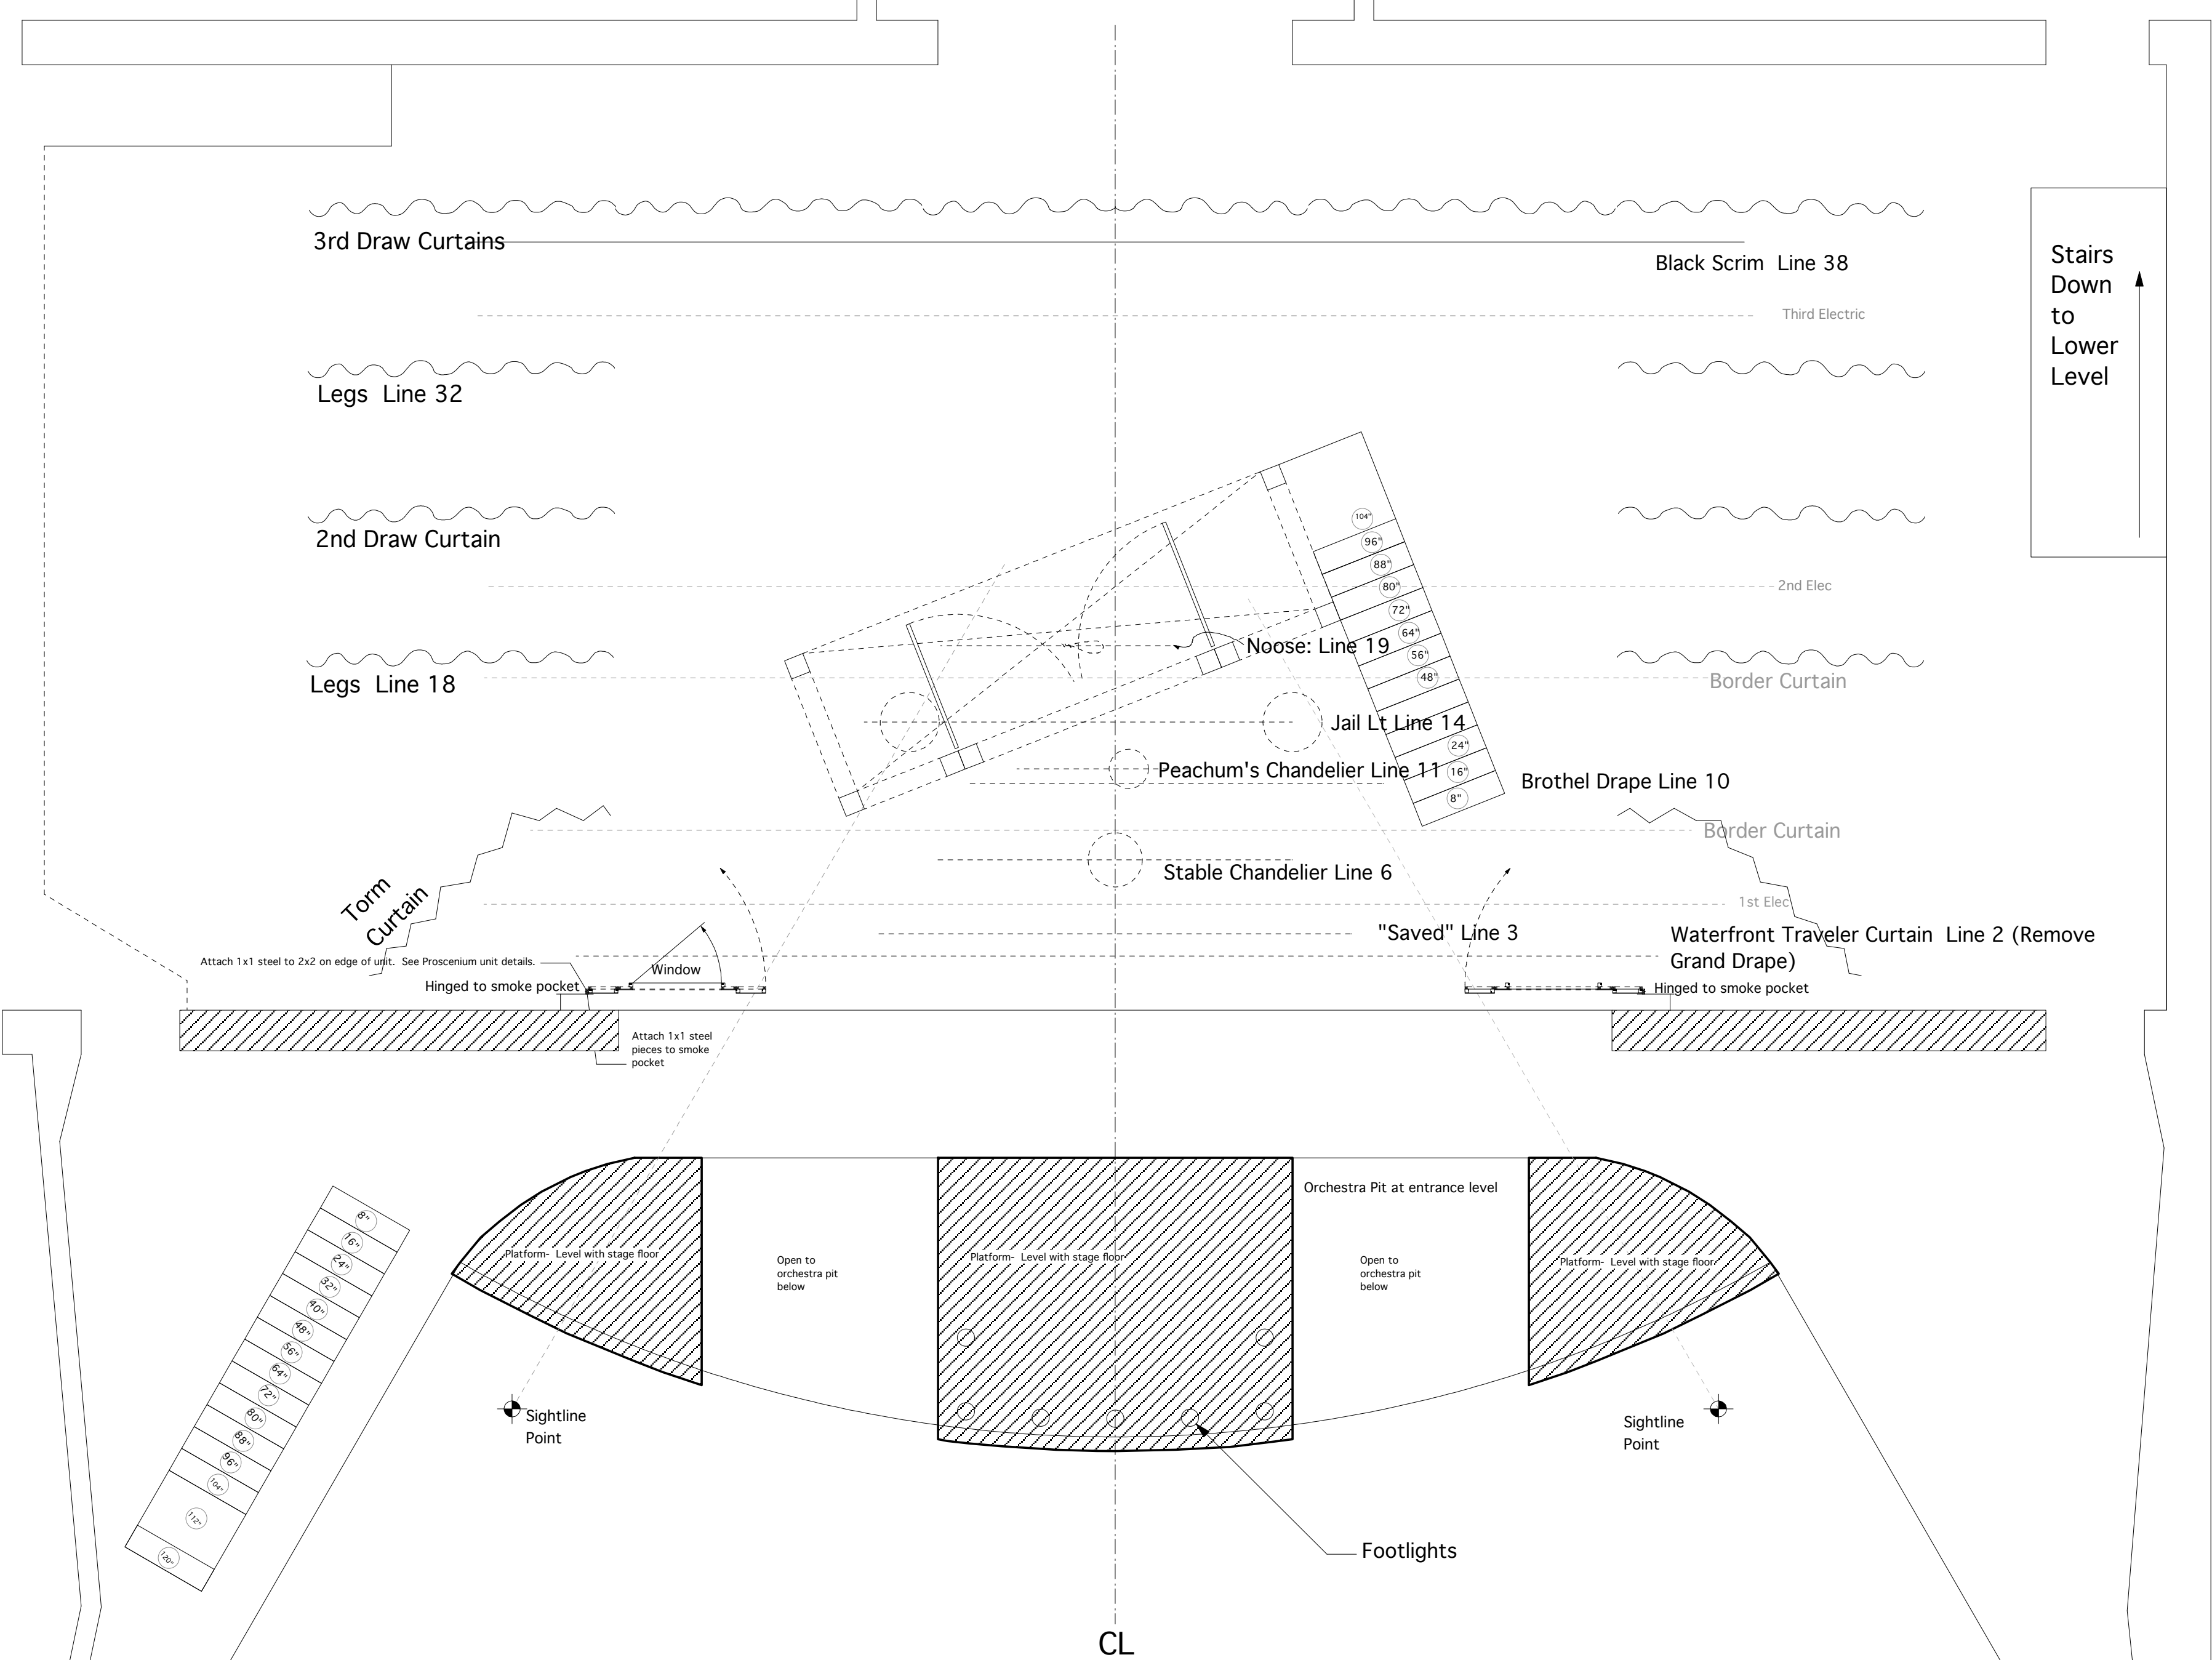 3rd Draw Curtains
Black Scrim  Line 38
Stairs
Down
to
Lower
Level
Third Electric
Legs  Line 32
2nd Draw Curtain
104"
96"
88"
80"
72"
64"
56"
48"
24"
16"
8"
2nd Elec
Noose: Line 19
Legs  Line 18
Border Curtain
Jail Lt Line 14
Peachum's Chandelier Line 11
Brothel Drape Line 10
Border Curtain
Stable Chandelier Line 6
Torm
Curtain
1st Elec
"Saved" Line 3
Waterfront Traveler Curtain  Line 2 (Remove
Grand Drape)
Attach 1x1 steel to 2x2 on edge of unit.  See Proscenium unit details.
Window
Hinged to smoke pocket
Hinged to smoke pocket
Attach 1x1 steel
pieces to smoke
pocket
Orchestra Pit at entrance level
8"
16"
24"
32"
40"
48"
56"
64"
72"
80"
88"
96"
104"
112"
120"
Platform-  Level with stage floor
Open to
orchestra pit
below
Platform-  Level with stage floor
Open to
orchestra pit
below
Platform-  Level with stage floor
Sightline
Point
Sightline
Point
Footlights
CL